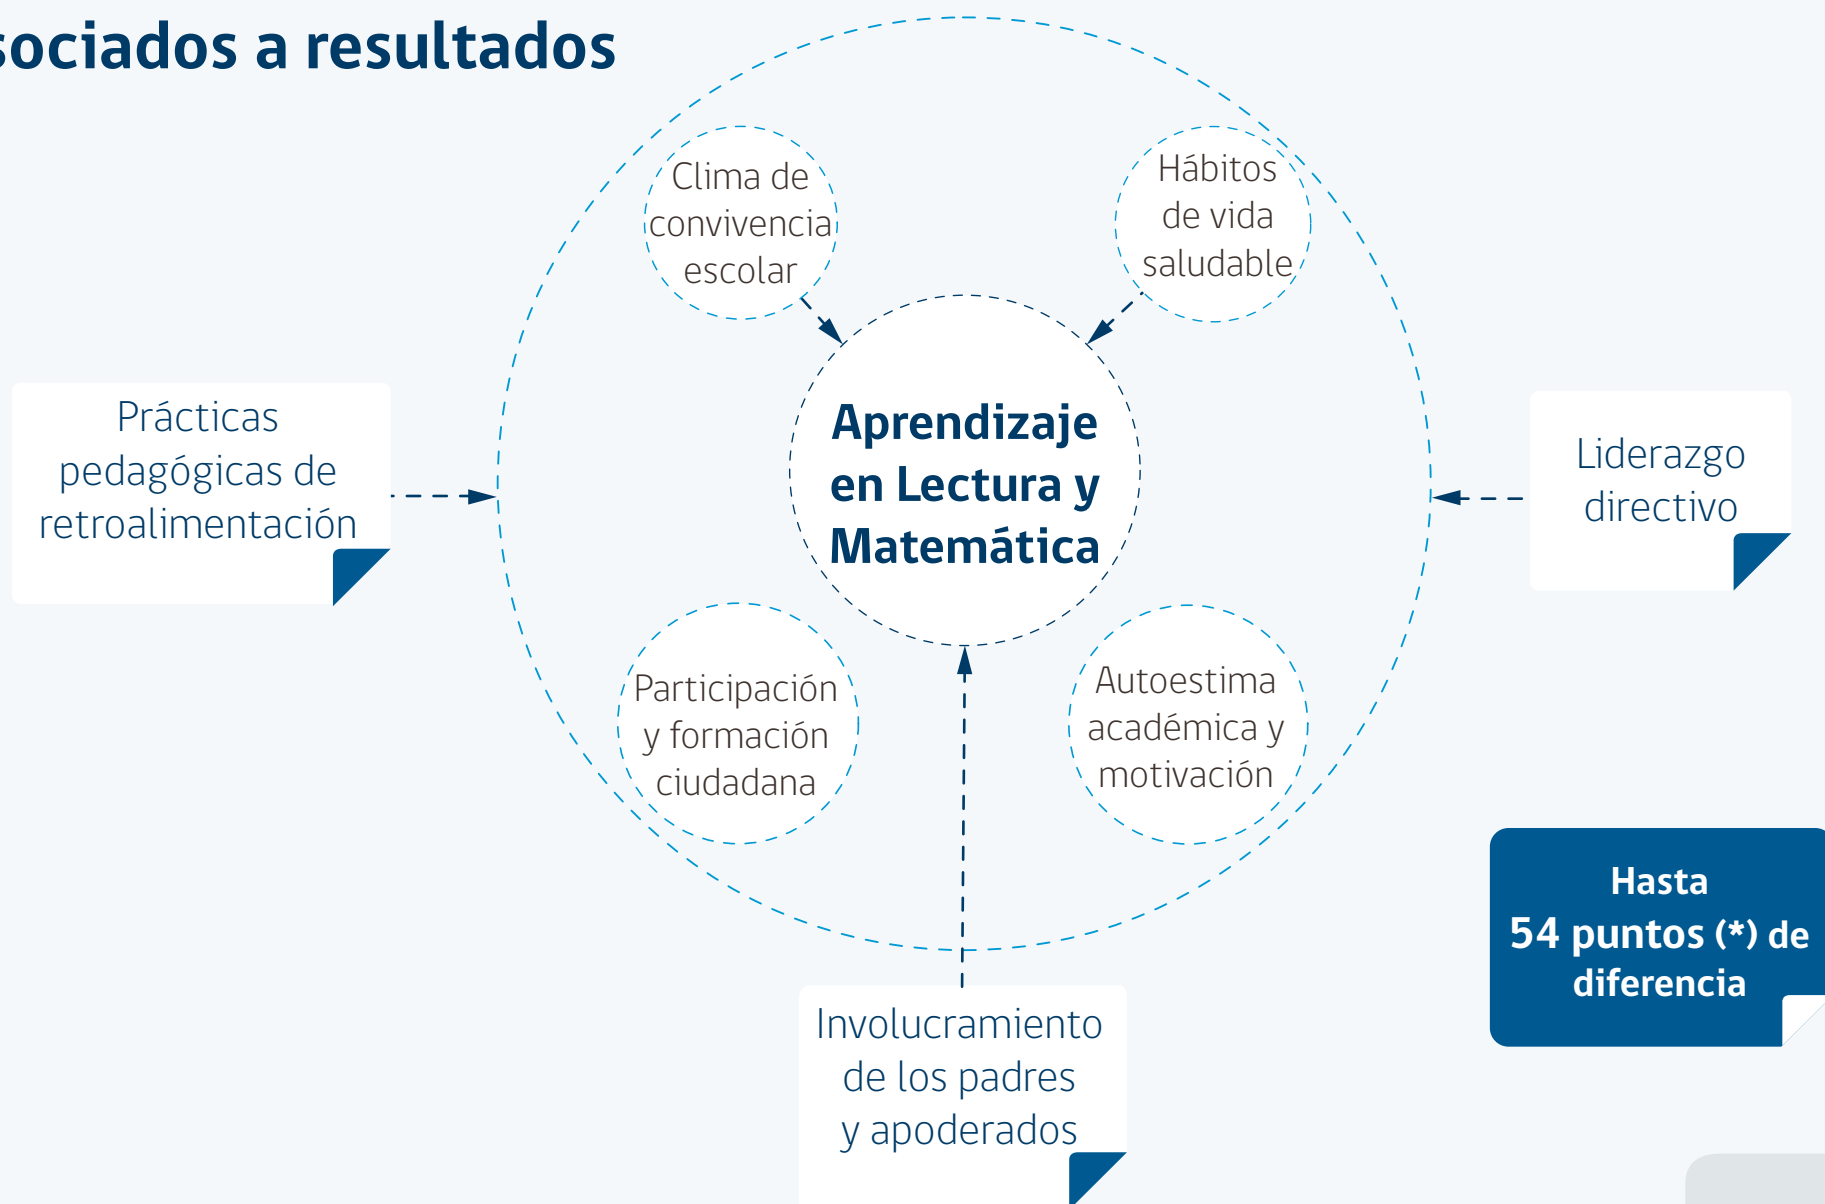 sociados a resultados
Clima de
convivencia
escolar
Hábitos
de vida
saludable
Prácticas
pedagógicas de
retroalimentación
Aprendizaje
en Lectura y
Matemática
Liderazgo
directivo
Participación
y formación
ciudadana
Autoestima
académica y
motivación
Hasta
54 puntos (*) de
diferencia
Involucramiento
de los padres
y apoderados